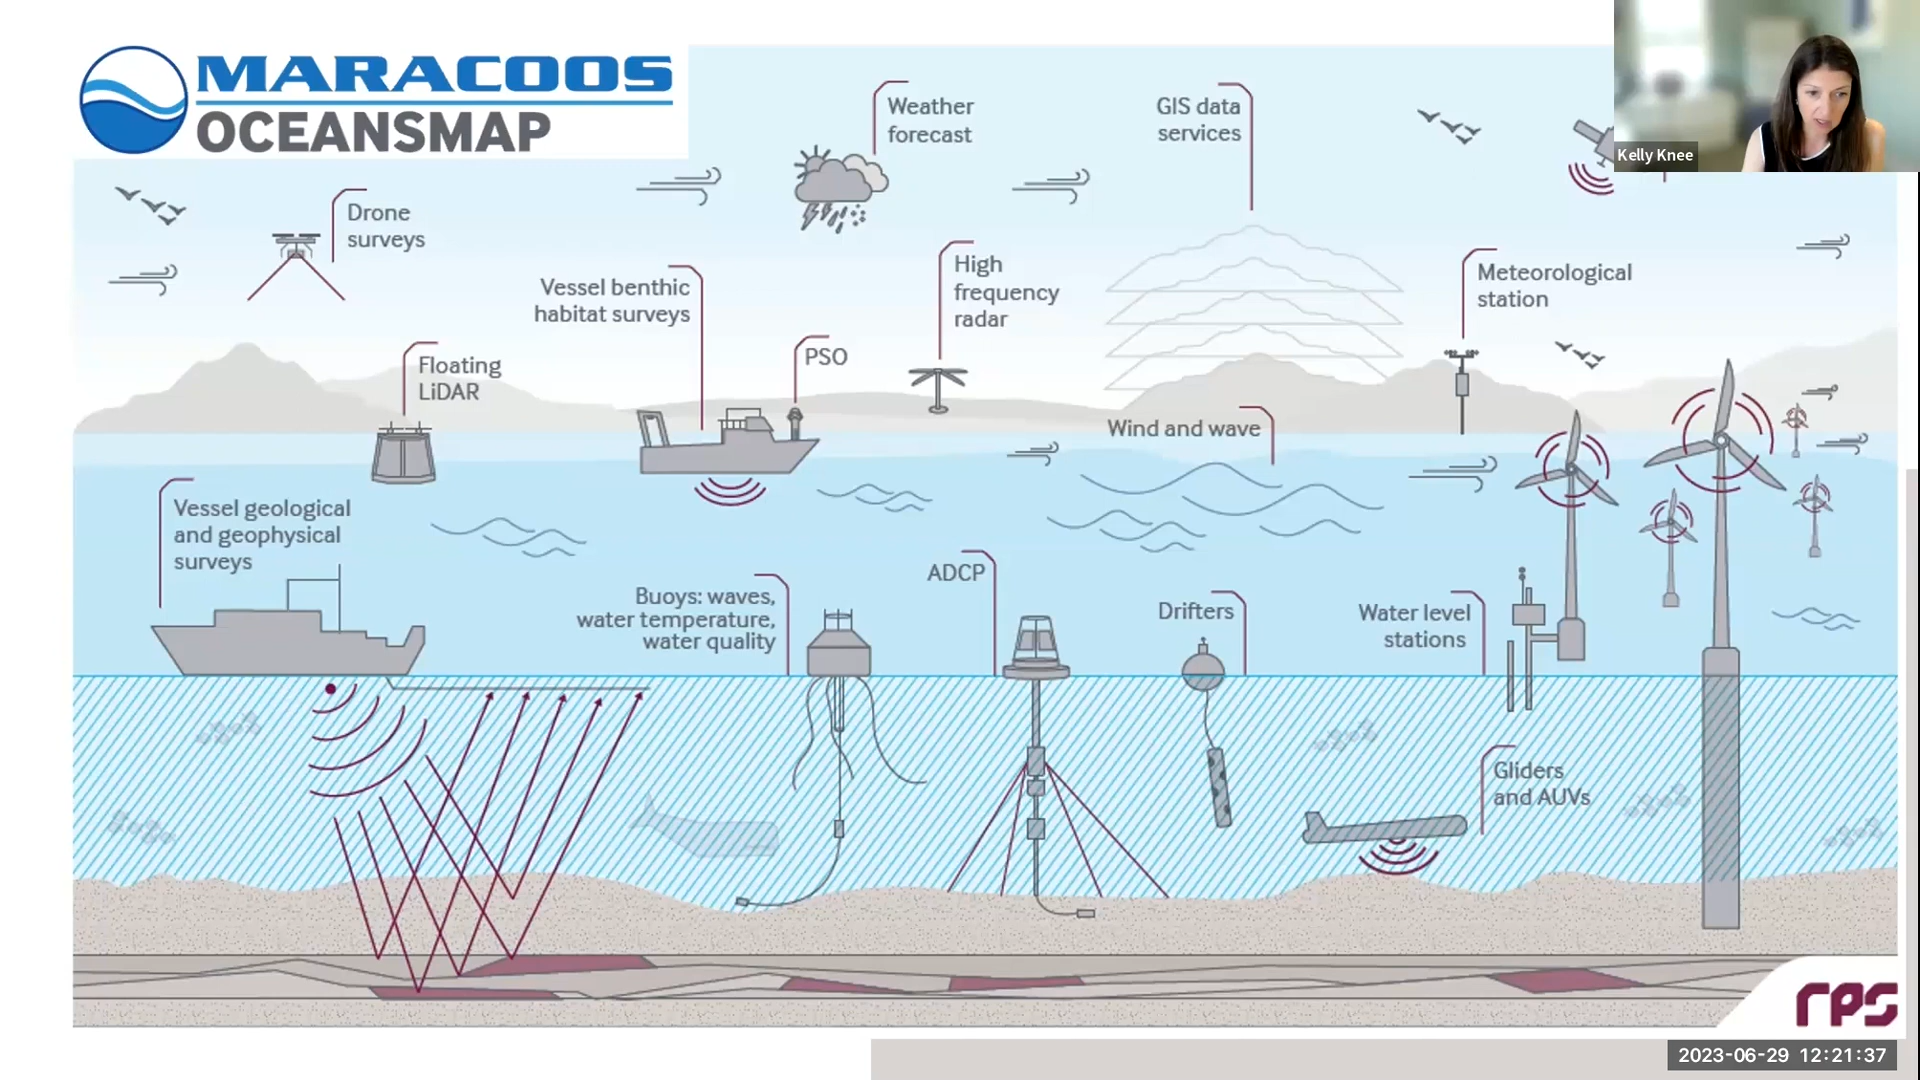 MARACOOS
OCEANSMAP
Weather
forecast
GIS data
services
Kelly Knee
Drone
surveys
Vessel benthic
habitat surveys
High
frequency
radar
Meteorological
station
Floating
LiDAR
PSO
Wind and wave
Vessel geological
and geophysical
surveys
Buoys: waves,
water temperature,
water quality
ADCP
Drifters
Water level
stations
Gliders
and AUVs
rps
2023-06-29 12:21:37